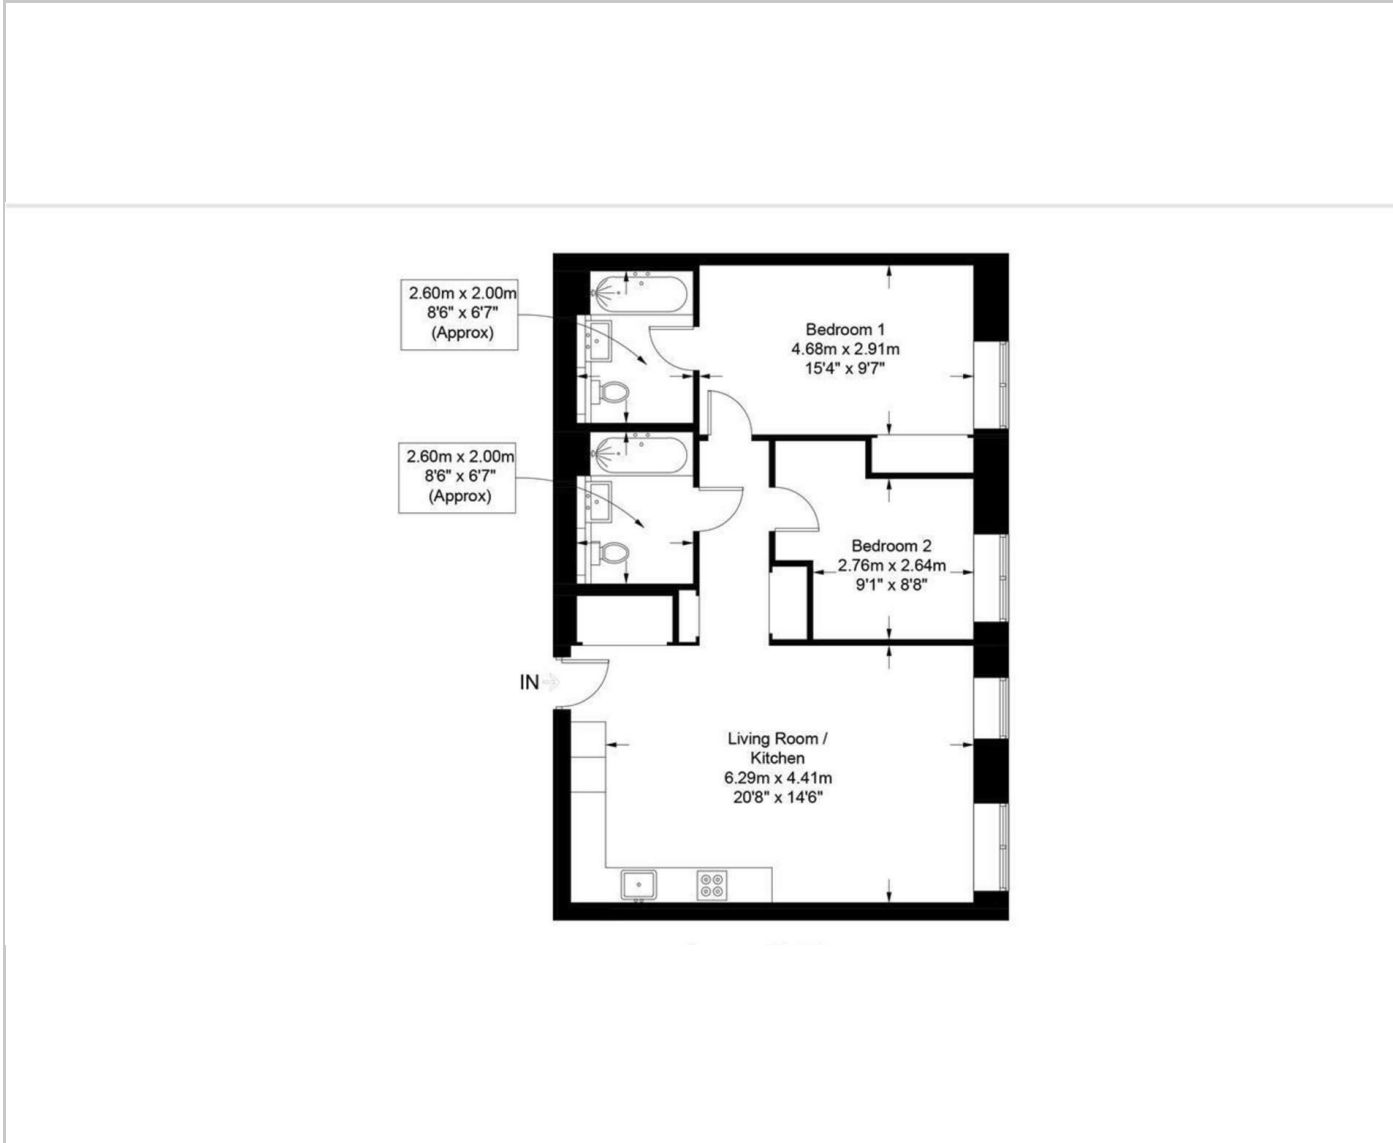 2.60m x 2.00m
8'6" x 6'7"
(Approx)
Bedroom 1
4.68m x 2.91m
15'4" x 9'7"
2.60m x 2.00m
8'6" x 6'7"
(Approx)
Bedroom 2
2.76m x 2.64m
9'1" x 8'8"
IN
Living Room /
Kitchen
6.29m x 4.41m
20'8" x 14'6"